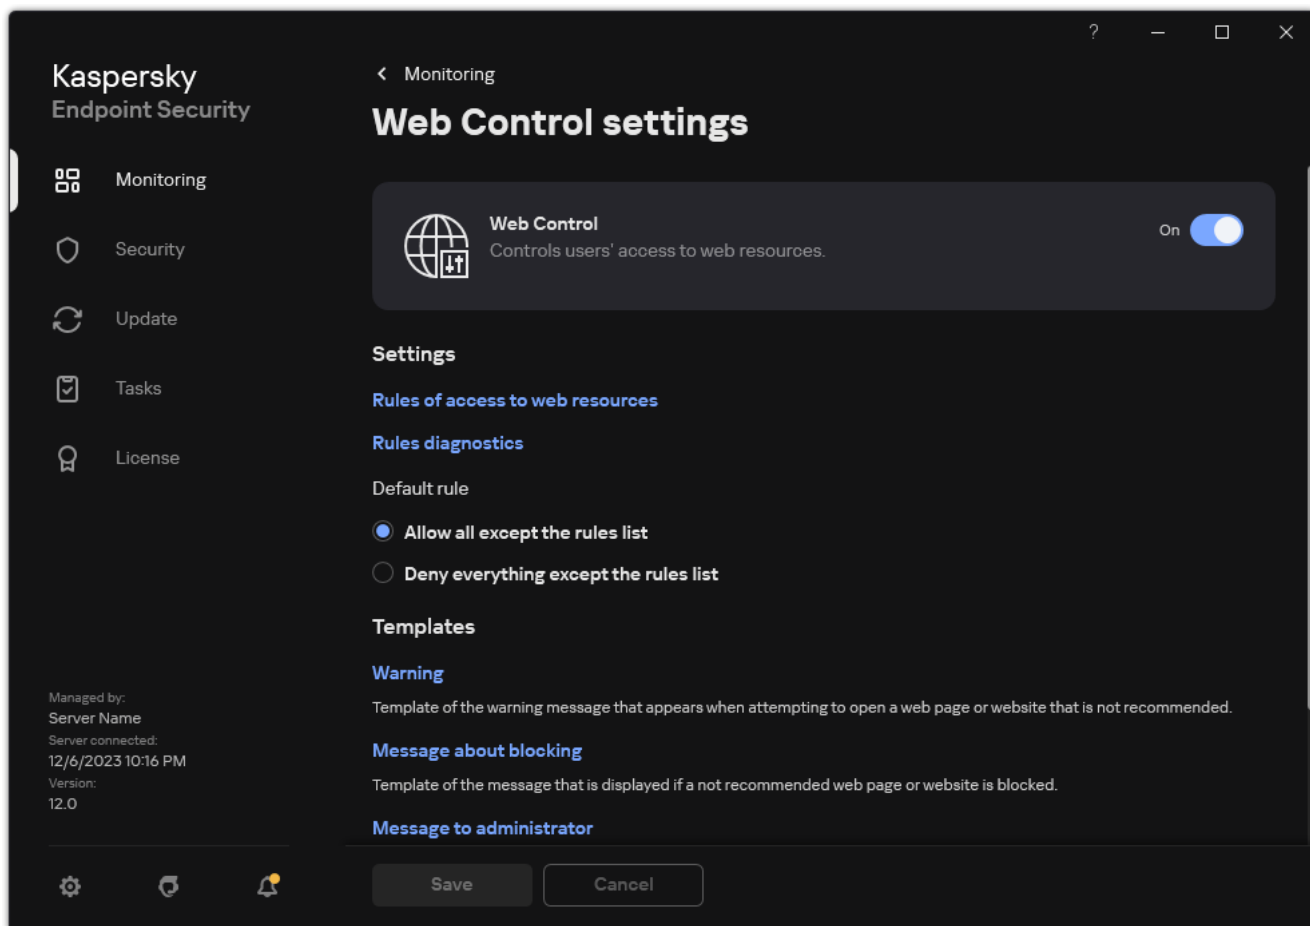 ?
Kaspersky
Endpoint Security
Monitoring
Security
Update
Tasks
License
Managed by:
Server Name
Server connected:
12/6/2023 10:16 PM
Version:
12.0
Monitoring
Web Control settings
Web Control
Controls users' access to web resources.
On
Settings
Rules of access to web resources
Rules diagnostics
Default rule
Allow all except the rules list
Deny everything except the rules list
Templates
Warning
Template of the warning message that appears when attempting to open a web page or website that is not recommended.
Message about blocking
Template of the message that is displayed if a not recommended web page or website is blocked.
Message to administrator
Save
Cancel